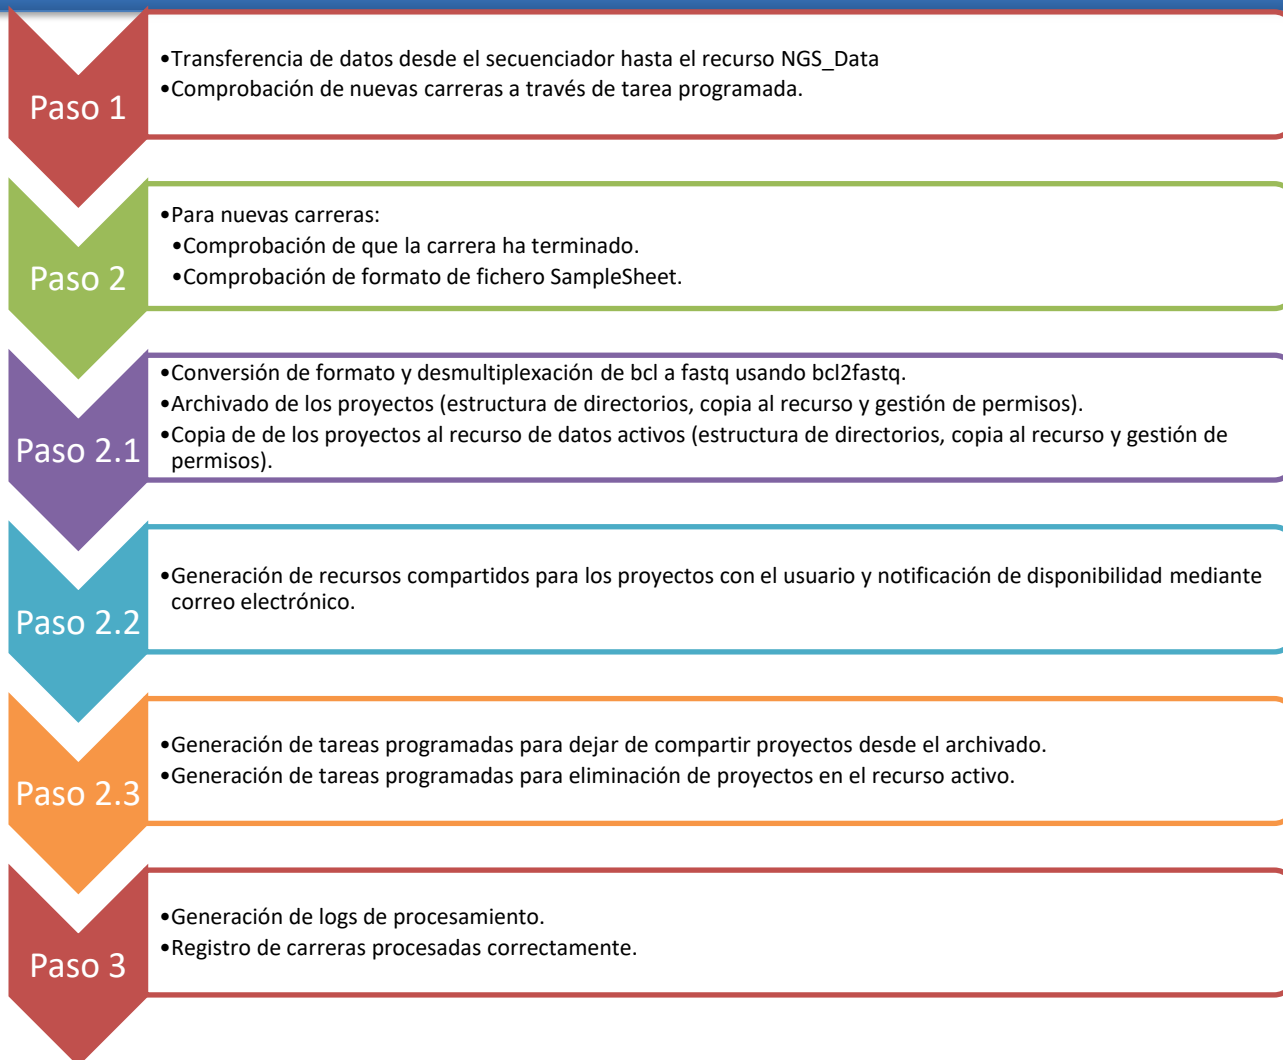 Paso 1
•Transferencia de datos desde el secuenciador hasta el recurso NGS_Data
•Comprobación de nuevas carreras a través de tarea programada.
Paso 2
•Para nuevas carreras:
•Comprobación de que la carrera ha terminado.
•Comprobación de formato de fichero SampleSheet.
Paso 2.1
•Conversión de formato y desmultiplexación de bcl a fastq usando bcl2fastq.
•Archivado de los proyectos (estructura de directorios, copia al recurso y gestión de permisos).
•Copia de de los proyectos al recurso de datos activos (estructura de directorios, copia al recurso y gestión de
permisos).
Paso 2.2
•Generación de recursos compartidos para los proyectos con el usuario y notificación de disponibilidad mediante
correo electrónico.
Paso 2.3
•Generación de tareas programadas para dejar de compartir proyectos desde el archivado.
•Generación de tareas programadas para eliminación de proyectos en el recurso activo.
Paso 3
•Generación de logs de procesamiento.
•Registro de carreras procesadas correctamente.